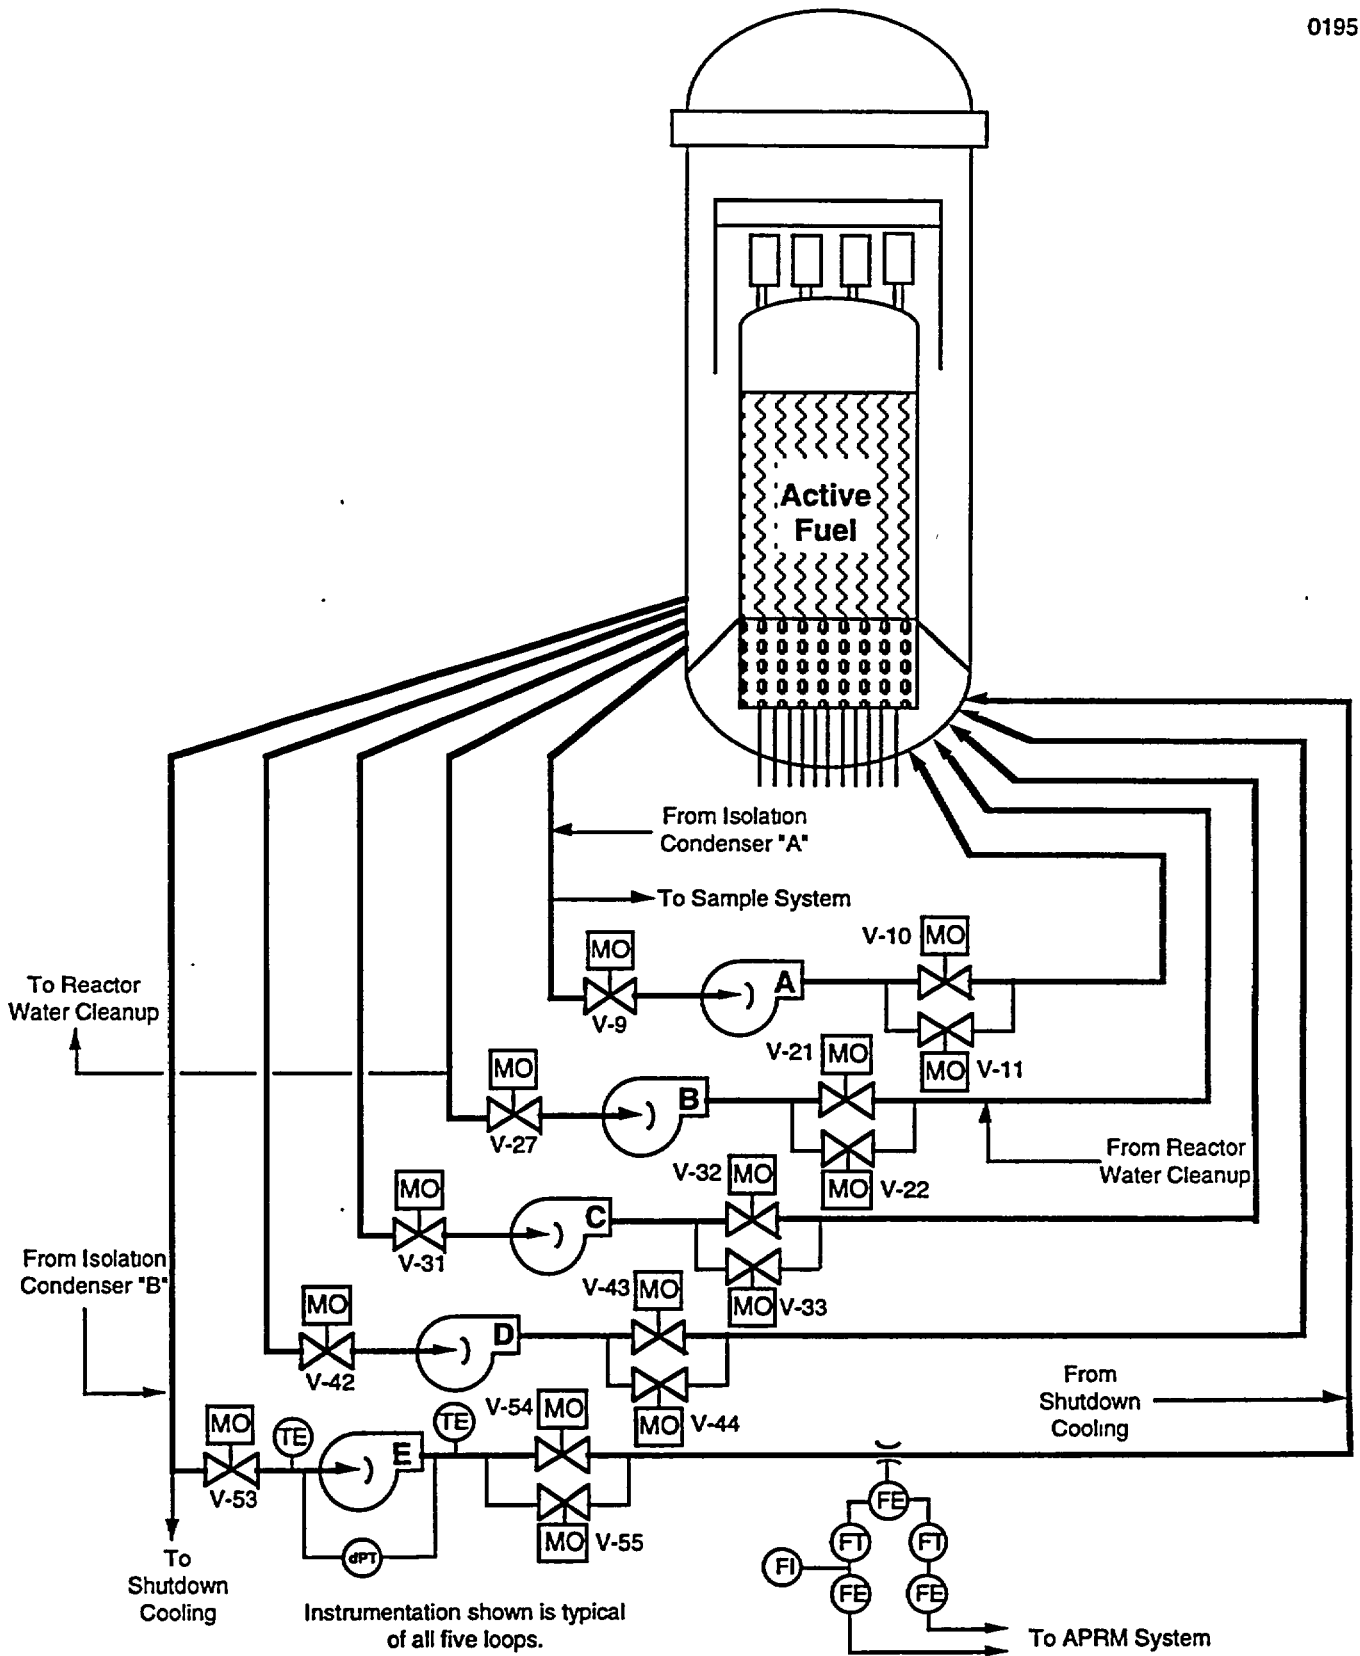 0195
Active
Fuel
From Isolation
Condenser "A"
To Sample System
MO
V-9
A
V-10
MO
MO
V-11
To Reactor
Water Cleanup
MO
V-27
B
V-21
MO
MO
V-22
From Reactor
Water Cleanup
MO
V-31
C
V-32
MO
MO
V-33
From Isolation
Condenser "B"
MO
V-42
D
V-43
MO
MO
V-44
From
Shutdown
Cooling
MO
V-53
TE
E
TE
V-54
MO
MO
V-55
dPT
To
Shutdown
Cooling
FE
FT
FT
FI
FE
FE
To APRM System
Instrumentation shown is typical
of all five loops.